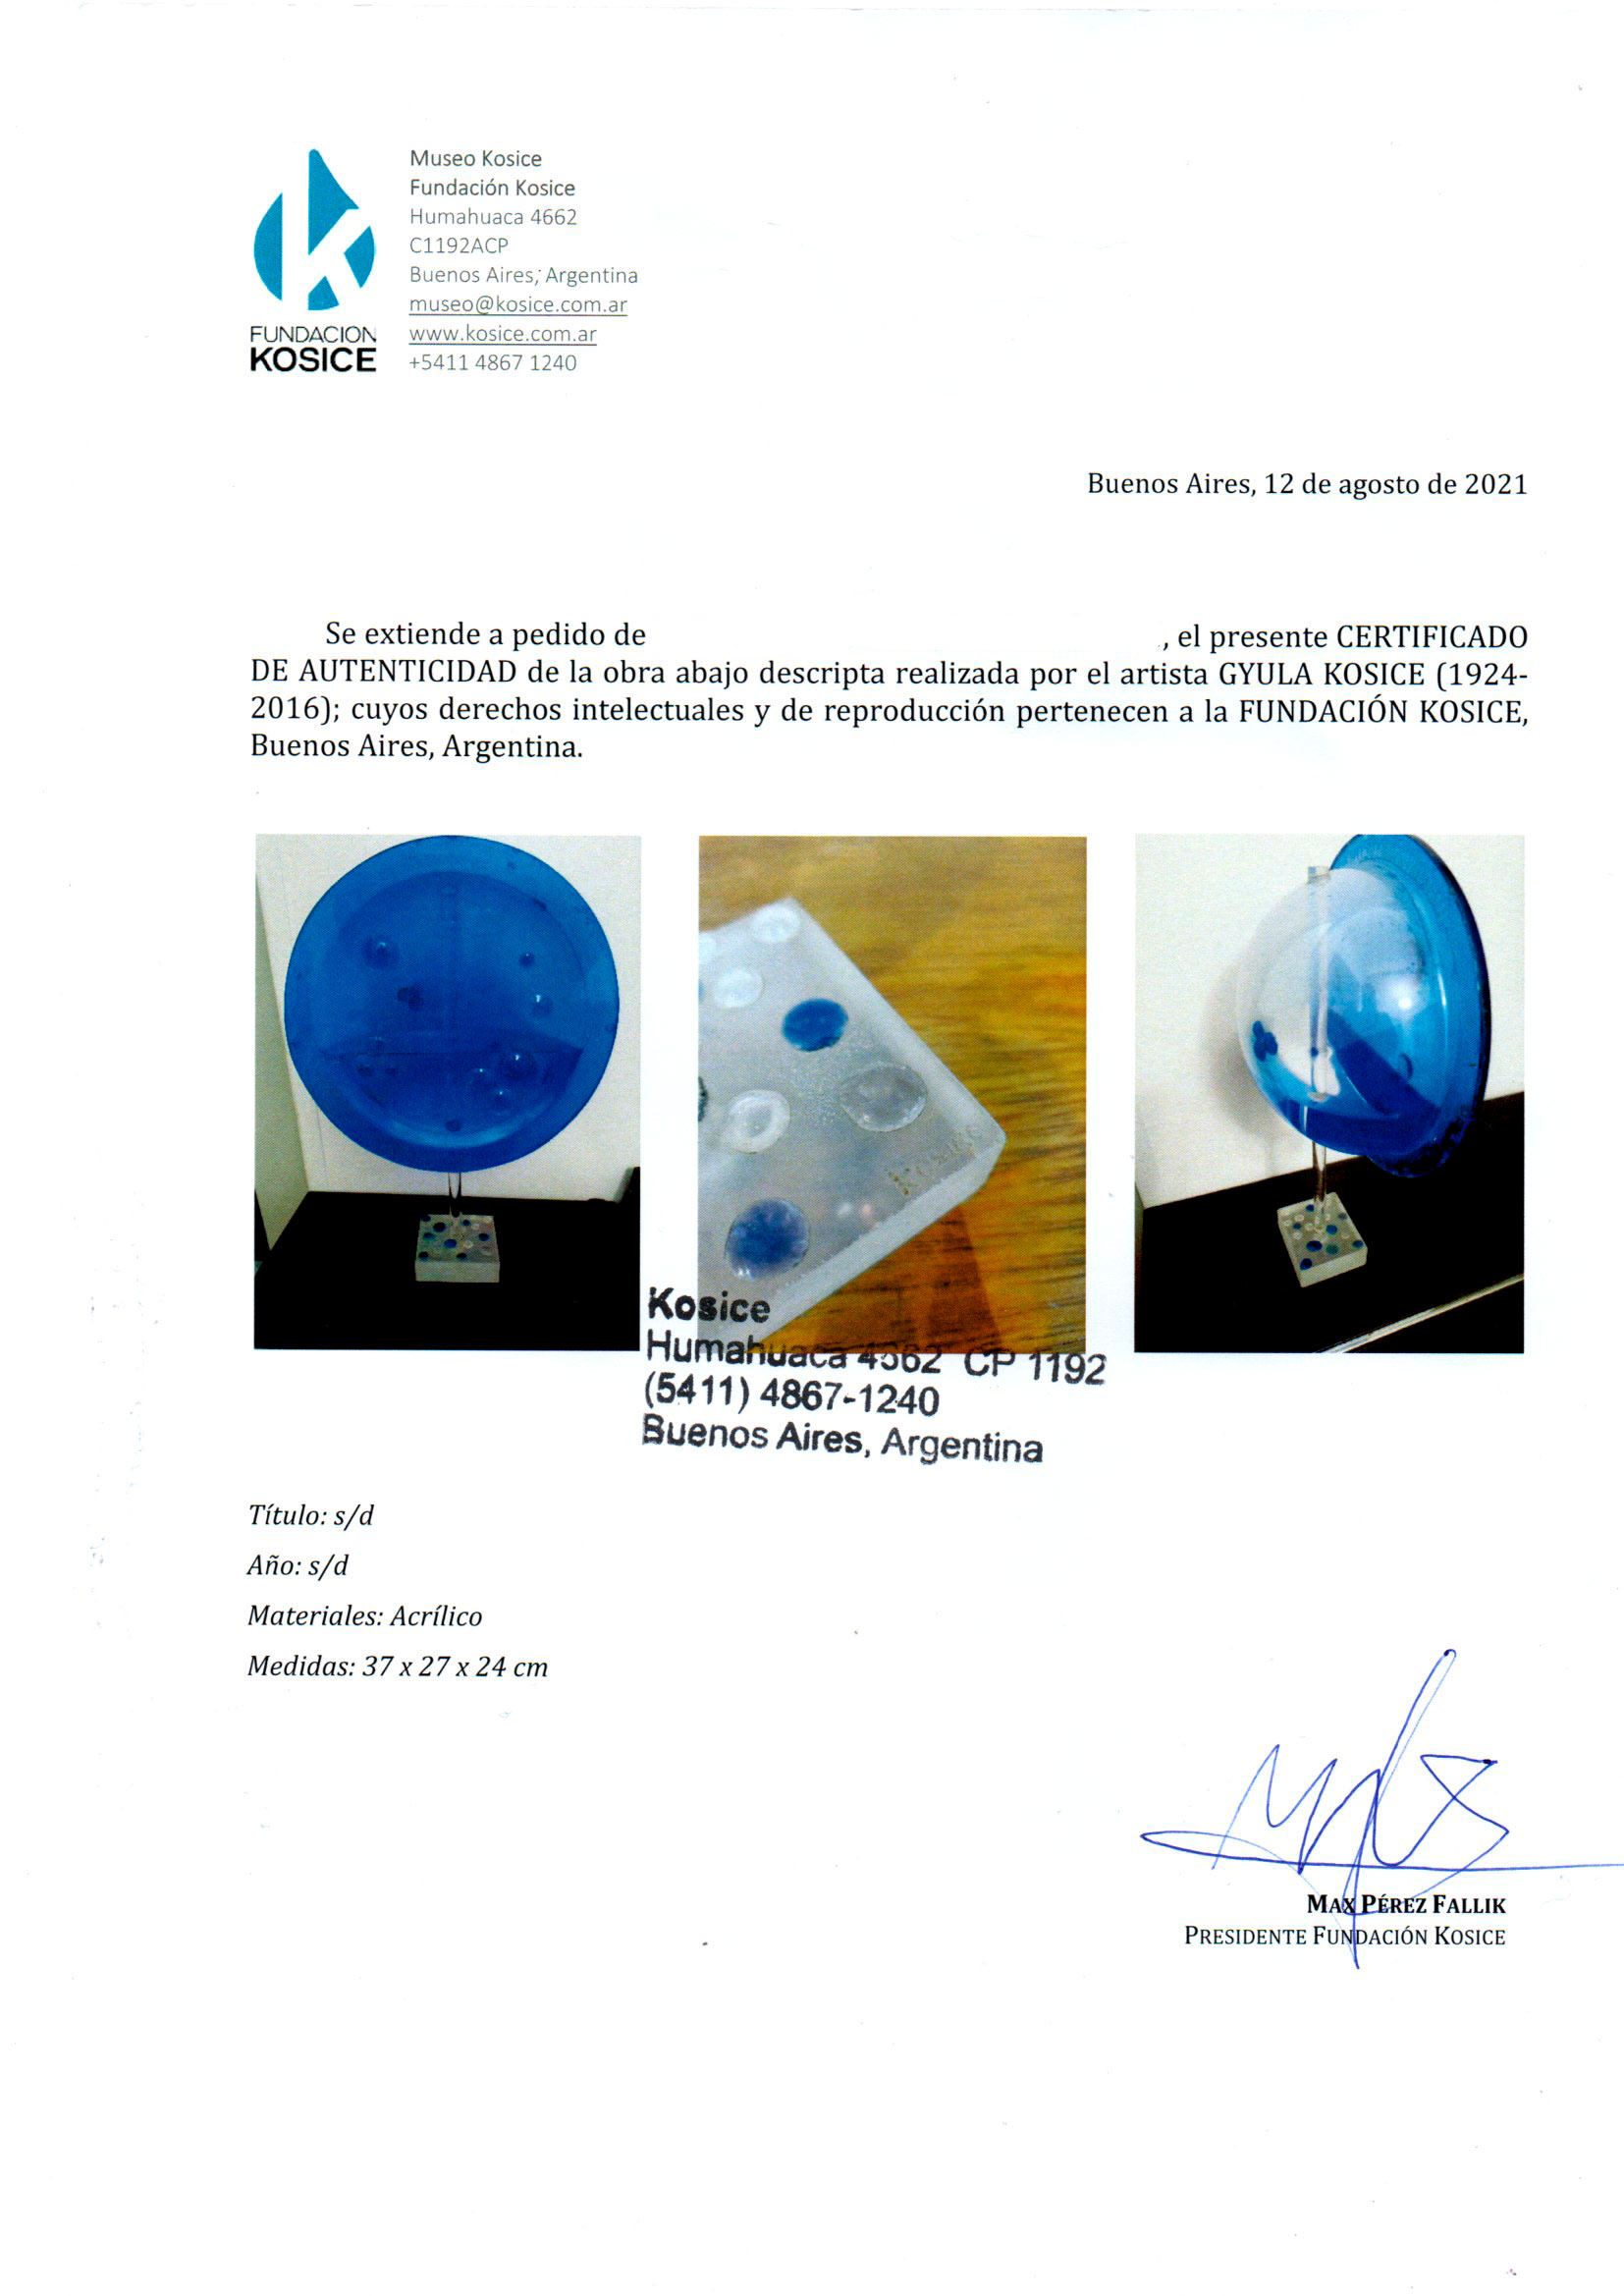 FUNDACION
KOSICE
Museo Kosice
Fundación Kosice
Humahuaca 4662
C1192ACP
Buenos Aires, Argentina
museo@kosice.com.ar
www.kosice.com.ar
+5411 4867 1240
Buenos Aires, 12 de agosto de 2021
Se extiende a pedido de , el presente CERTIFICADO
DE AUTENTICIDAD de la obra abajo descripta realizada por el artista GYULA KOSICE (1924-
2016); cuyos derechos intelectuales y de reproducción pertenecen a la FUNDACIÓN KOSICE,
Buenos Aires, Argentina.
Kosice
Kosice
Humahuaca 4662 CP 1192
(5411) 4867-1240
Buenos Aires, Argentina
Título: s/d
Año: s/d
Materiales: Acrílico
Medidas: 37 x 27 x 24 cm
MAX PÉREZ FALLIK
PRESIDENTE FUNDACIÓN KOSICE